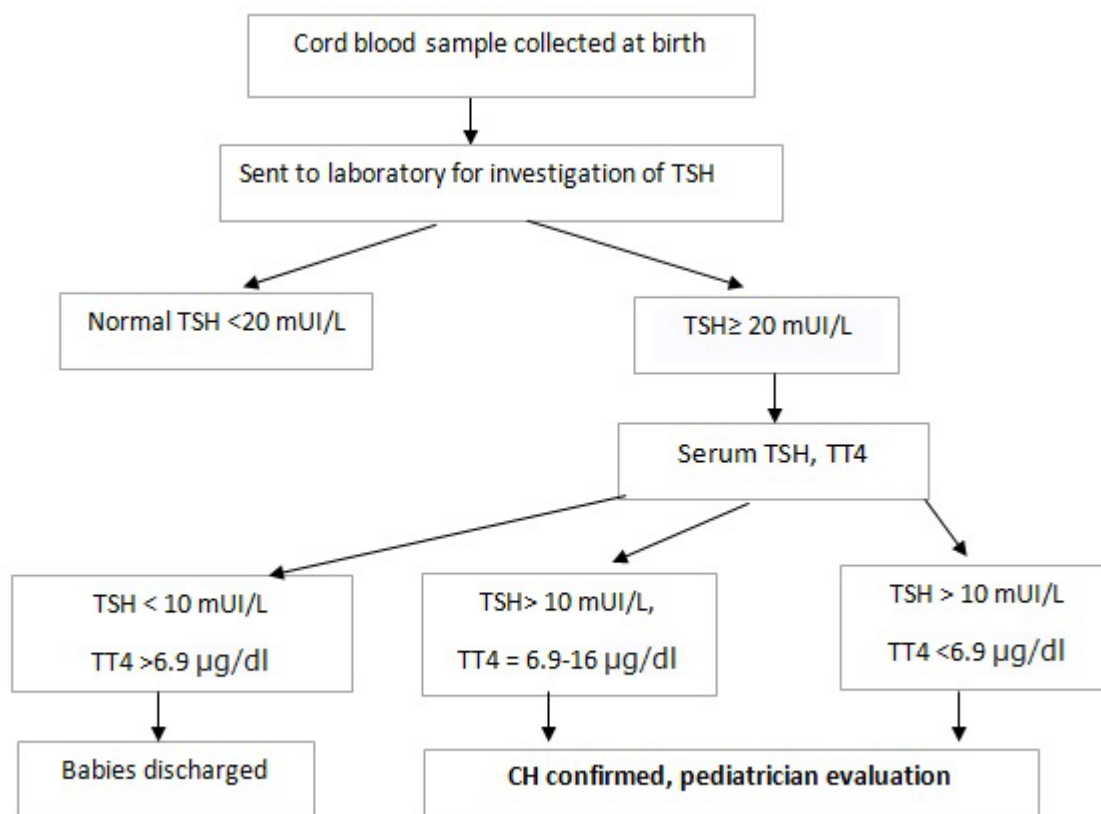 Cord blood sample collected at birth
Sent to laboratory for investigation of TSH
Normal TSH <20 mUI/L
TSH≥ 20 mUI/L
Serum TSH, TT4
TSH < 10 mUI/L
TT4 >6.9 µg/dl
TSH> 10 mUI/L,
TT4 = 6.9-16 µg/dl
TSH > 10 mUI/L
TT4 <6.9 µg/dl
Babies discharged
CH confirmed, pediatrician evaluation